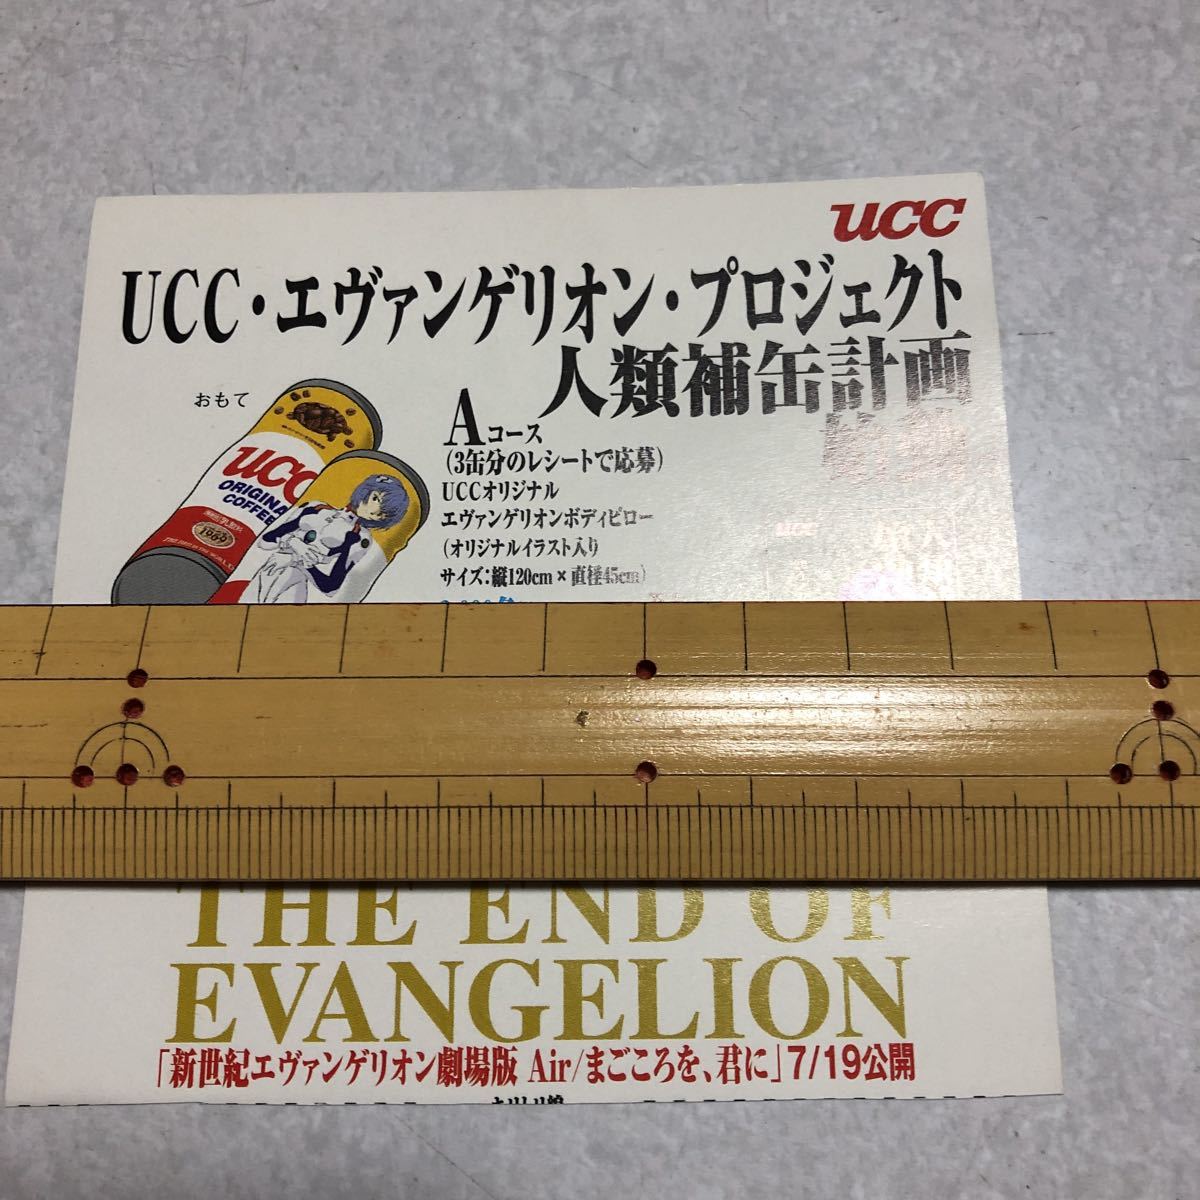 UCC
UCC・エヴァンゲリオン・プロジェクト
人類補缶計画
おもて
UCC
ORIGINAL
COFFEE
1969
Aコース
(3缶分のレシートで応募)
UCCオリジナル
エヴァンゲリオンボディピロー
(オリジナルイラスト入り
サイズ:縦120cm×直径45cm)
UCC
THE END OF
EVANGELION
「新世紀エヴァンゲリオン劇場版 Air/まごころを、君に」7/19公開